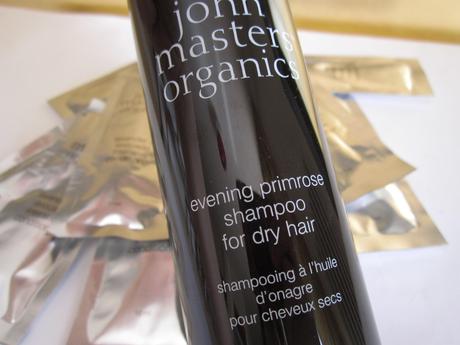 john
masters
organics
evening primrose
shampoo
for dry hair
shampooing à l'huile
d'onagre
pour cheveux secs